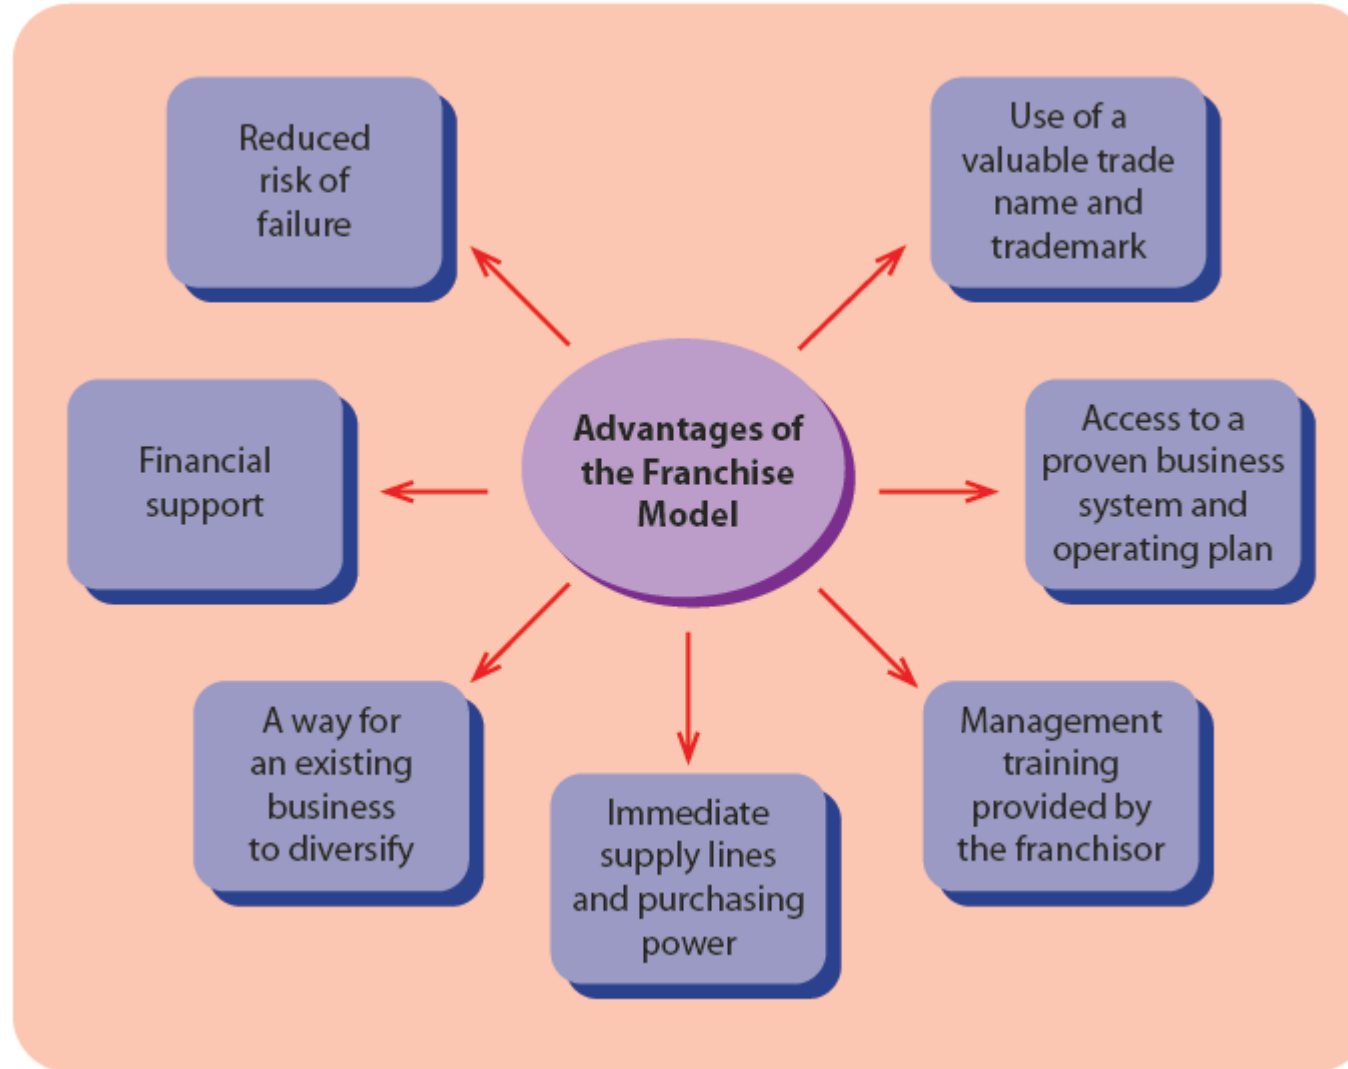 Reduced
risk of
failure
Use of a
valuable trade
name and
trademark
Financial
support
Advantages of
the Franchise
Model
Access to a
proven business
system and
operating plan
A way for
an existing
business
to diversify
Immediate
supply lines
and purchasing
power
Management
training
provided by
the franchisor